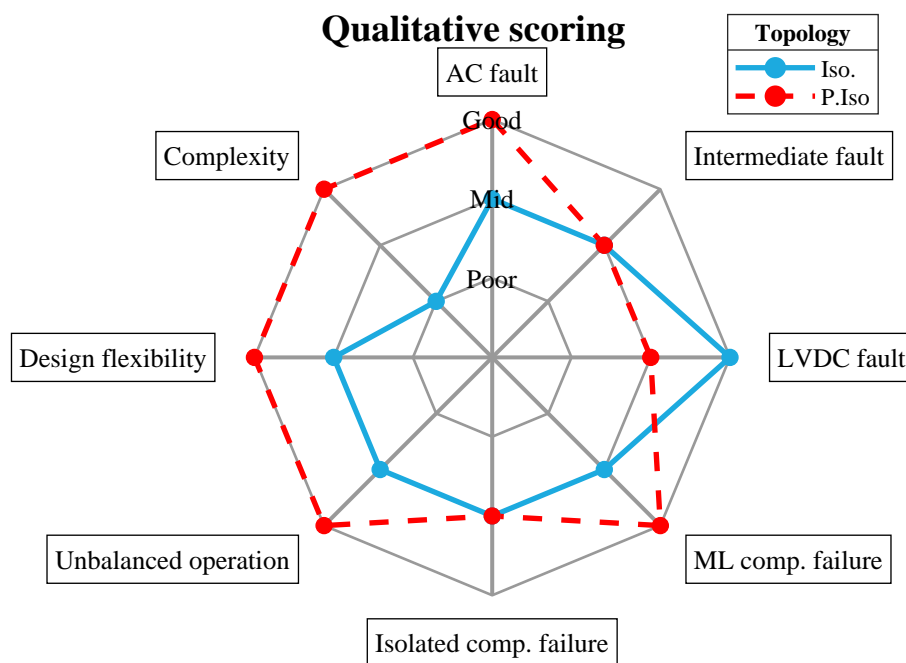 Qualitative scoring
Topology
Iso.
P.Iso
AC fault
Good
Complexity
Intermediate fault
Mid
Poor
Design flexibility
LVDC fault
Unbalanced operation
ML comp. failure
Isolated comp. failure